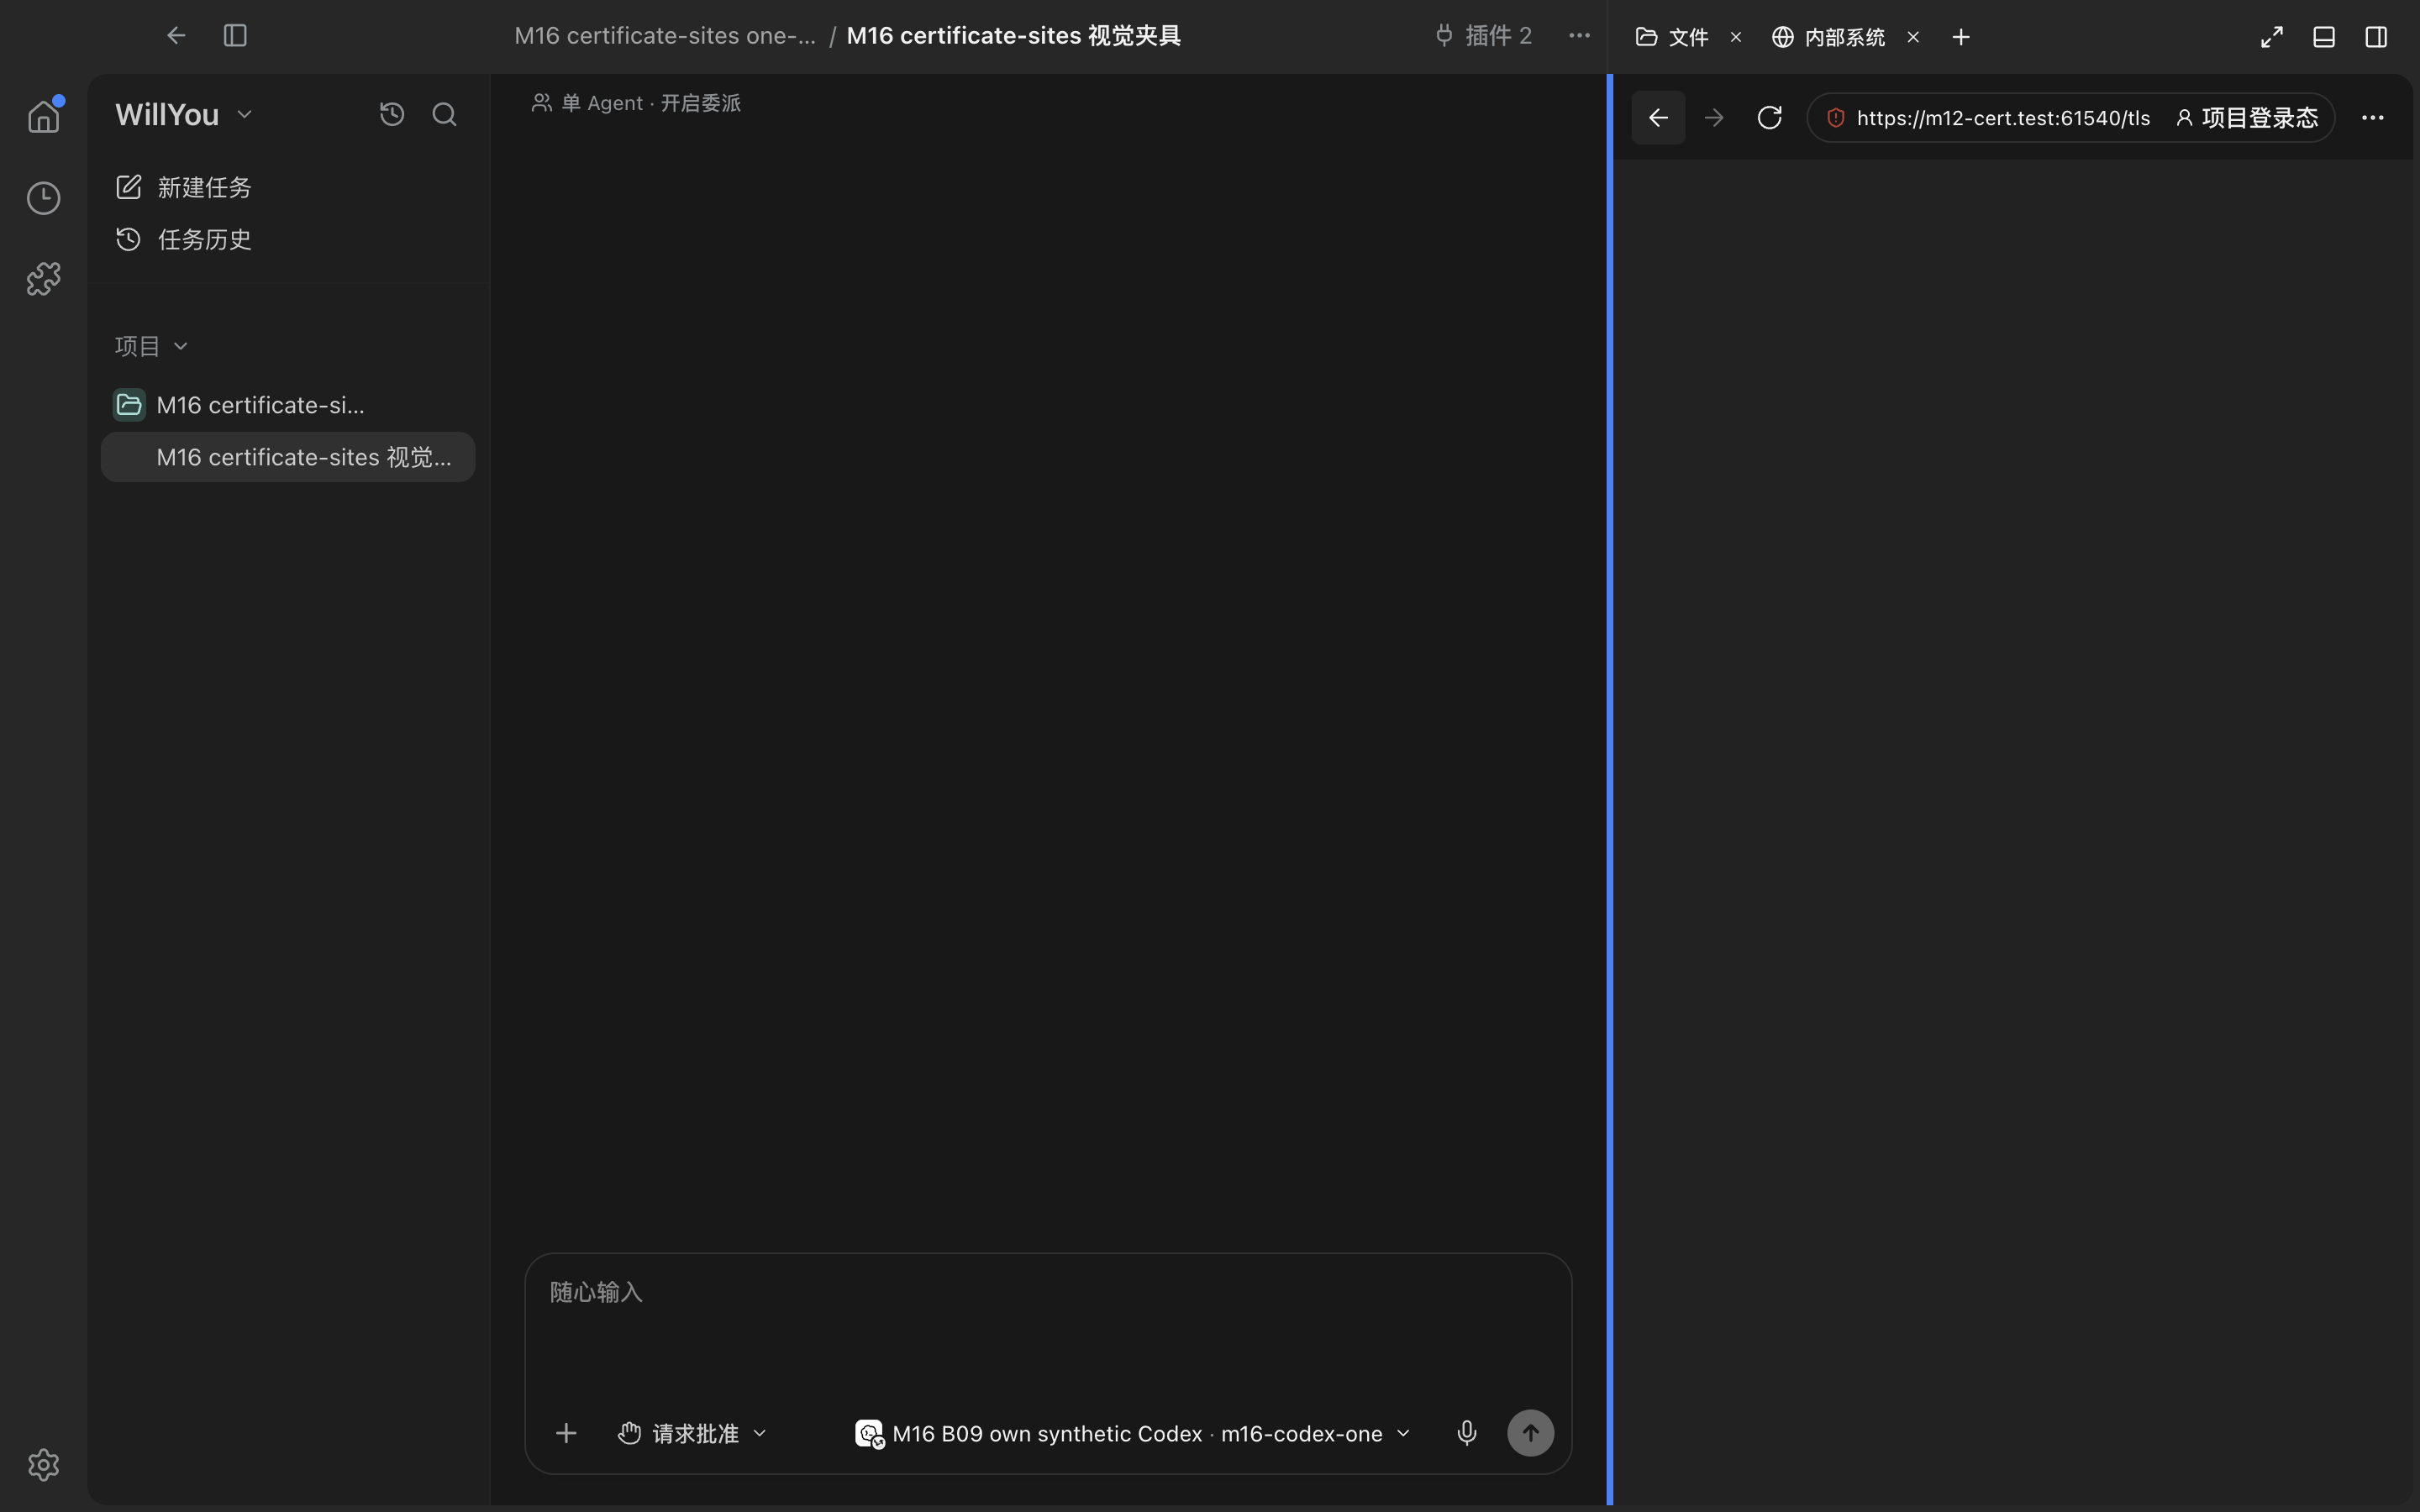 M16 certificate-sites one-... / M16 certificate-sites 视觉夹具
插件 2
文件
内部系统
WillYou
新建任务
任务历史
项目
M16 certificate-si...
M16 certificate-sites 视觉...
单 Agent · 开启委派
https://m12-cert.test:61540/tls
项目登录态
随心输入
请求批准
M16 B09 own synthetic Codex · m16-codex-one